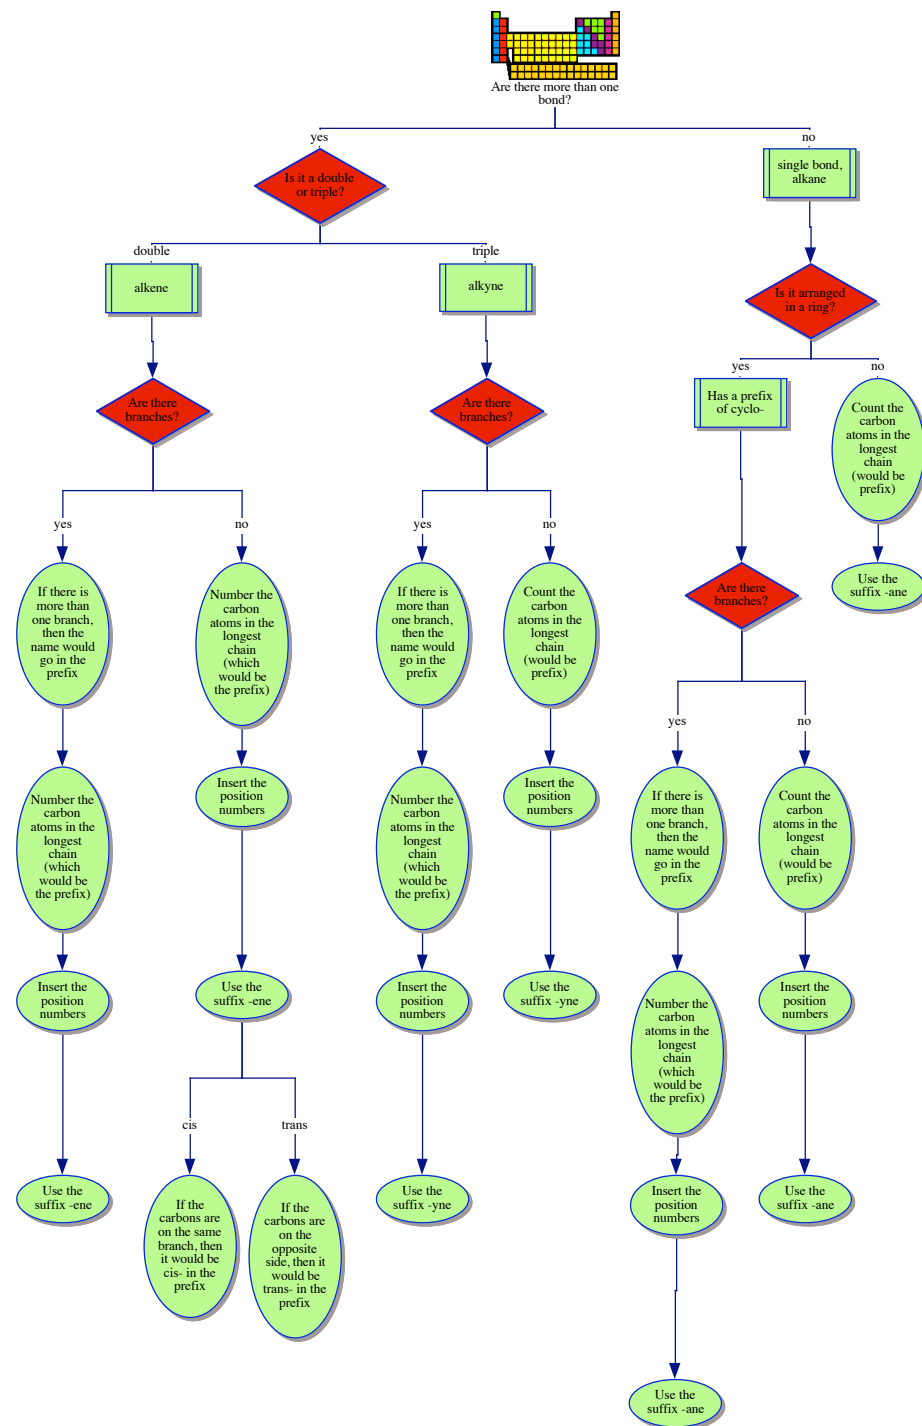 Are there more than one
bond?
yes
no
Is it a double
or triple?
single bond,
alkane
double
triple
alkene
alkyne
Is it arranged
in a ring?
yes
no
Are there
branches?
Are there
branches?
Has a prefix
of cyclo-
Count the
carbon
atoms in the
longest
chain
(would be
prefix)
yes
no
yes
no
If there is
more than
one branch,
then the
name would
go in the
prefix
Number the
carbon
atoms in the
longest
chain
(which
would be
the prefix)
If there is
more than
one branch,
then the
name would
go in the
prefix
Count the
carbon
atoms in the
longest
chain
(would be
prefix)
Are there
branches?
Use the
suffix -ane
yes
no
Number the
carbon
atoms in the
longest
chain
(which
would be
the prefix)
Insert the
position
numbers
Number the
carbon
atoms in the
longest
chain
(which
would be
the prefix)
Insert the
position
numbers
If there is
more than
one branch,
then the
name would
go in the
prefix
Count the
carbon
atoms in the
longest
chain
(would be
prefix)
Insert the
position
numbers
Use the
suffix -ene
Insert the
position
numbers
Use the
suffix -yne
Number the
carbon
atoms in the
longest
chain
(which
would be
the prefix)
Insert the
position
numbers
cis
trans
Use the
suffix -ene
If the
carbons are
on the same
branch, then
it would be
cis- in the
prefix
If the
carbons are
on the
opposite
side, then it
would be
trans- in the
prefix
Use the
suffix -yne
Insert the
position
numbers
Use the
suffix -ane
Use the
suffix -ane